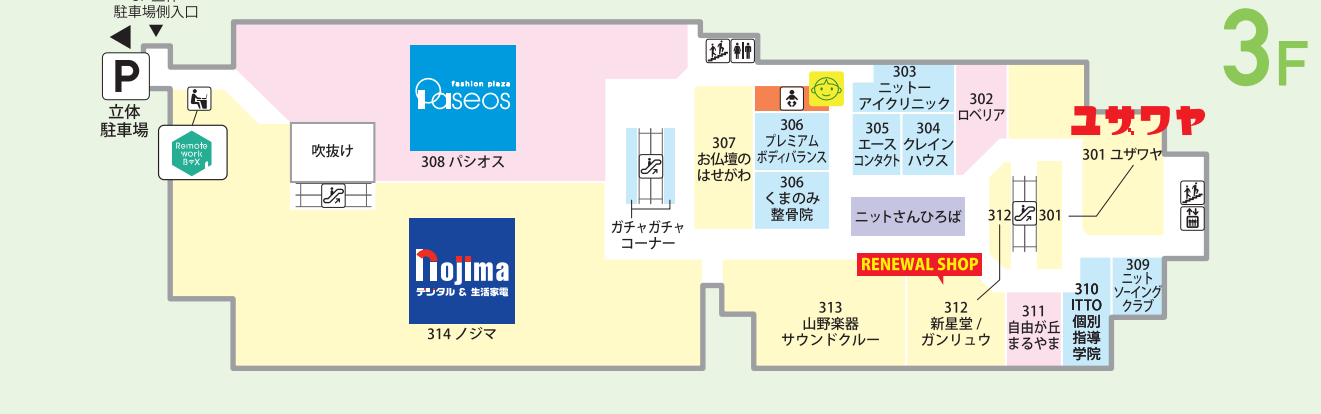 駐車場側入口
3F
P
立体
駐車場
Remote
work
BOX
吹抜け
fashion plaza
Paseos
308 パシオス
nojima
デジタル & 生活家電
314 ノジマ
ガチャガチャ
コーナー
307
お仏壇の
はせがわ
306
プレミアム
ボディバランス
306
くまのみ
整骨院
303
ニットー
アイクリニック
305
エース
コンタクト
304
クレイン
ハウス
302
ロペリア
ユザワヤ
301 ユザワヤ
ニットさんひろば
312
301
RENEWAL SHOP
313
山野楽器
サウンドクルー
312
新星堂 /
ガンリュウ
311
自由が丘
まるやま
310
ITTO
個別
指導
学院
309
ニット
ソーイング
クラブ